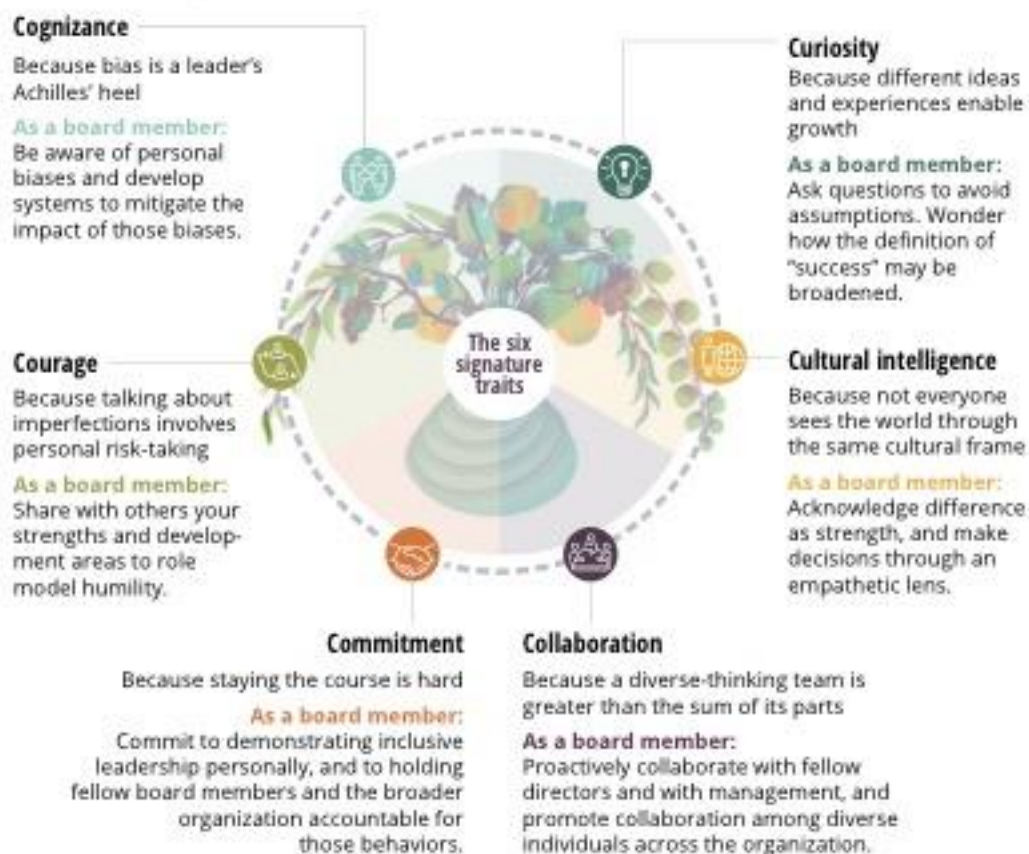 Cognizance
Because bias is a leader's
Achilles' heel
As a board member:
Be aware of personal
biases and develop
systems to mitigate the
impact of those biases.
Curiosity
Because different ideas
and experiences enable
growth
As a board member:
Ask questions to avoid
assumptions. Wonder
how the definition of
"success" may be
broadened.
The six
signature
traits
Courage
Because talking about
imperfections involves
personal risk-taking
As a board member:
Share with others your
strengths and develop-
ment areas to role
model humility.
Cultural intelligence
Because not everyone
sees the world through
the same cultural frame
As a board member:
Acknowledge difference
as strength, and make
decisions through an
empathetic lens.
Commitment
Because staying the course is hard
As a board member:
Commit to demonstrating inclusive
leadership personally, and to holding
fellow board members and the broader
organization accountable for
those behaviors.
Collaboration
Because a diverse-thinking team is
greater than the sum of its parts
As a board member:
Proactively collaborate with fellow
directors and with management, and
promote collaboration among diverse
individuals across the organization.